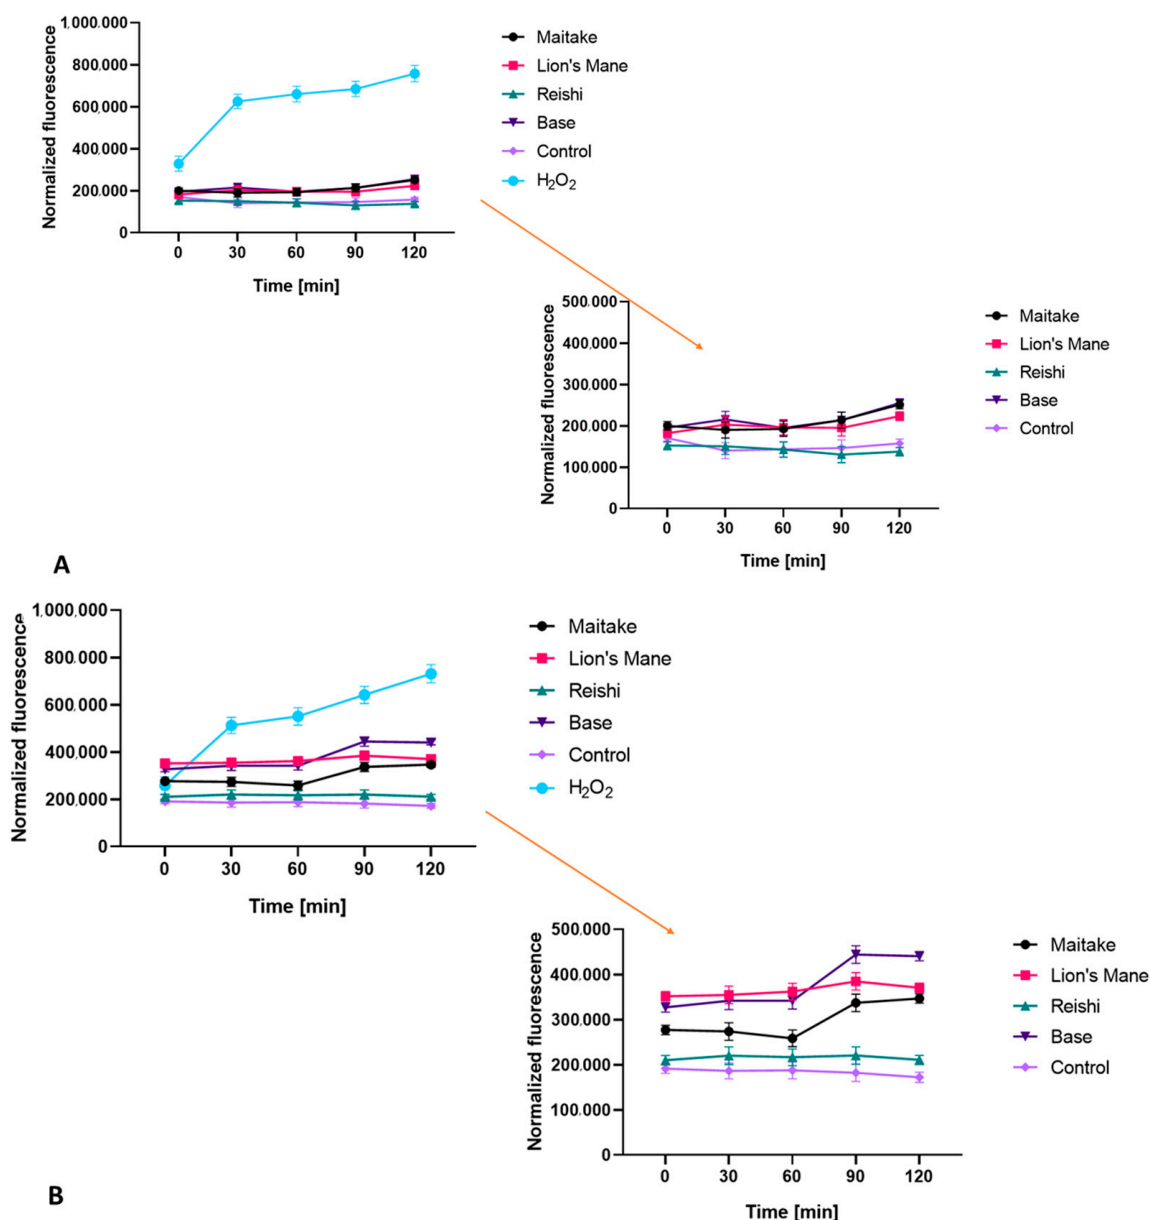 Normalized fluorescence
1,000,000
800,000
600,000
400,000
200,000
0
0 30 60 90 120
Time [min]
Maitake
Lion's Mane
Reishi
Base
Control
H₂O₂
Normalized fluorescence
500,000
400,000
300,000
200,000
100,000
0
0 30 60 90 120
Time [min]
Maitake
Lion's Mane
Reishi
Base
Control
A
Normalized fluorescence
1,000,000
800,000
600,000
400,000
200,000
0
0 30 60 90 120
Time [min]
Maitake
Lion's Mane
Reishi
Base
Control
H₂O₂
Normalized fluorescence
500,000
400,000
300,000
200,000
100,000
0
0 30 60 90 120
Time [min]
Maitake
Lion's Mane
Reishi
Base
Control
B